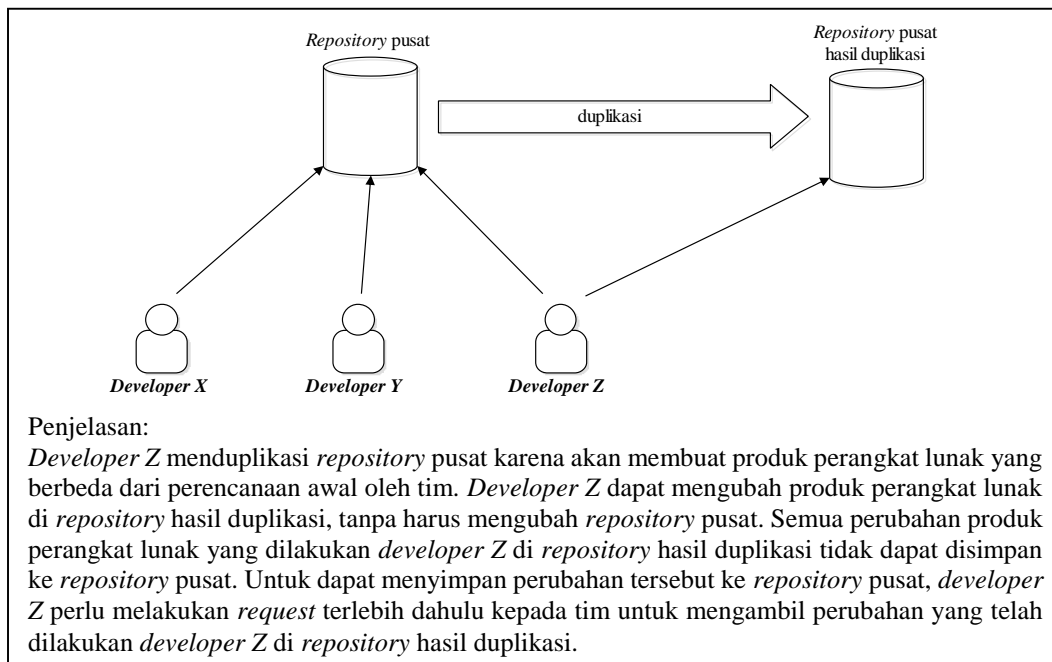 Repository pusat
Repository pusat
hasil duplikasi
duplikasi
Developer X
Developer Y
Developer Z
Penjelasan:
Developer Z menduplikasi repository pusat karena akan membuat produk perangkat lunak yang
berbeda dari perencanaan awal oleh tim. Developer Z dapat mengubah produk perangkat lunak
di repository hasil duplikasi, tanpa harus mengubah repository pusat. Semua perubahan produk
perangkat lunak yang dilakukan developer Z di repository hasil duplikasi tidak dapat disimpan
ke repository pusat. Untuk dapat menyimpan perubahan tersebut ke repository pusat, developer
Z perlu melakukan request terlebih dahulu kepada tim untuk mengambil perubahan yang telah
dilakukan developer Z di repository hasil duplikasi.